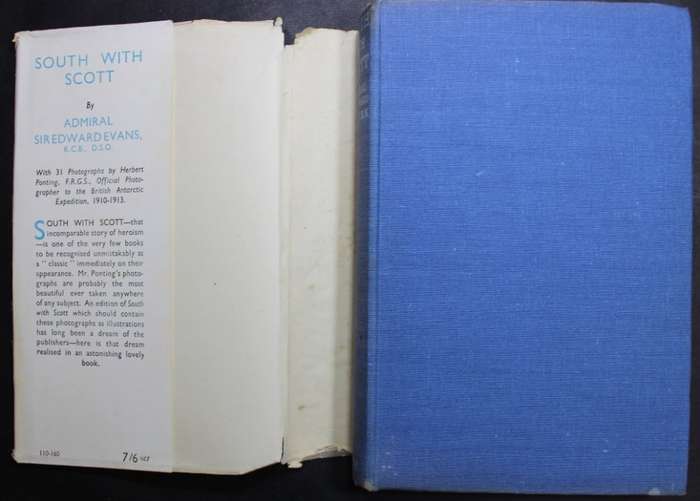 SOUTH WITH
SCOTT
By
ADMIRAL
SIR EDWARD EVANS,
K.C.B., D.S.O.
With 31 Photographs by Herbert
Ponting, F.R.G.S., Official Photo-
grapher to the British Antarctic
Expedition, 1910-1913.
SOUTH WITH SCOTT—that
incomparable story of heroism
—is one of the very few books
to be recognised unmistakably as
a "classic" immediately on their
appearance. Mr. Ponting's photo-
graphs are probably the most
beautiful ever taken anywhere
of any subject. An edition of South
with Scott which should contain
these photographs as illustrations
has long been a dream of the
publishers—here is that dream
realised in an astonishing lovely
book.
110-160
7/6 NET